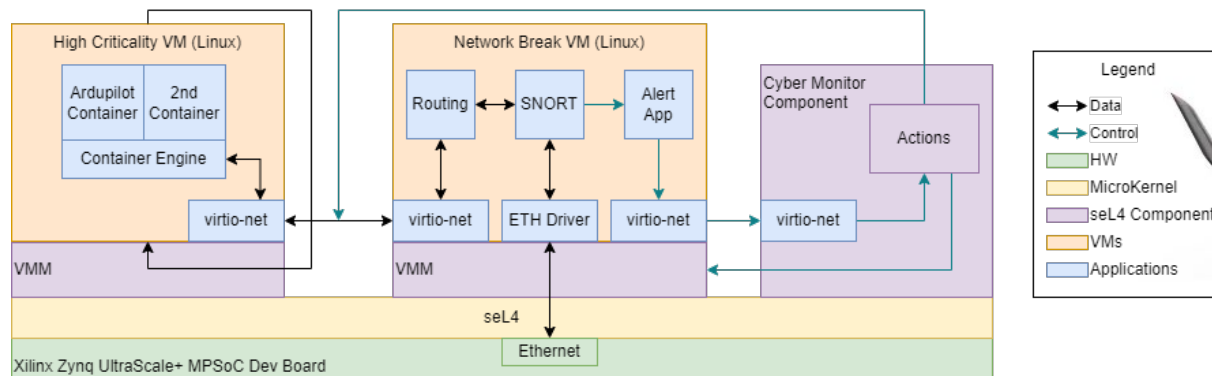 High Criticality VM (Linux)
Ardupilot
Container
2nd
Container
Container Engine
virtio-net
VMM
Network Break VM (Linux)
Routing
SNORT
Alert
App
virtio-net
ETH Driver
virtio-net
VMM
Cyber Monitor
Component
Actions
virtio-net
seL4
Ethernet
Xilinx Zynq UltraScale+ MPSoC Dev Board
Legend
Data
Control
HW
MicroKernel
seL4 Component
VMs
Applications